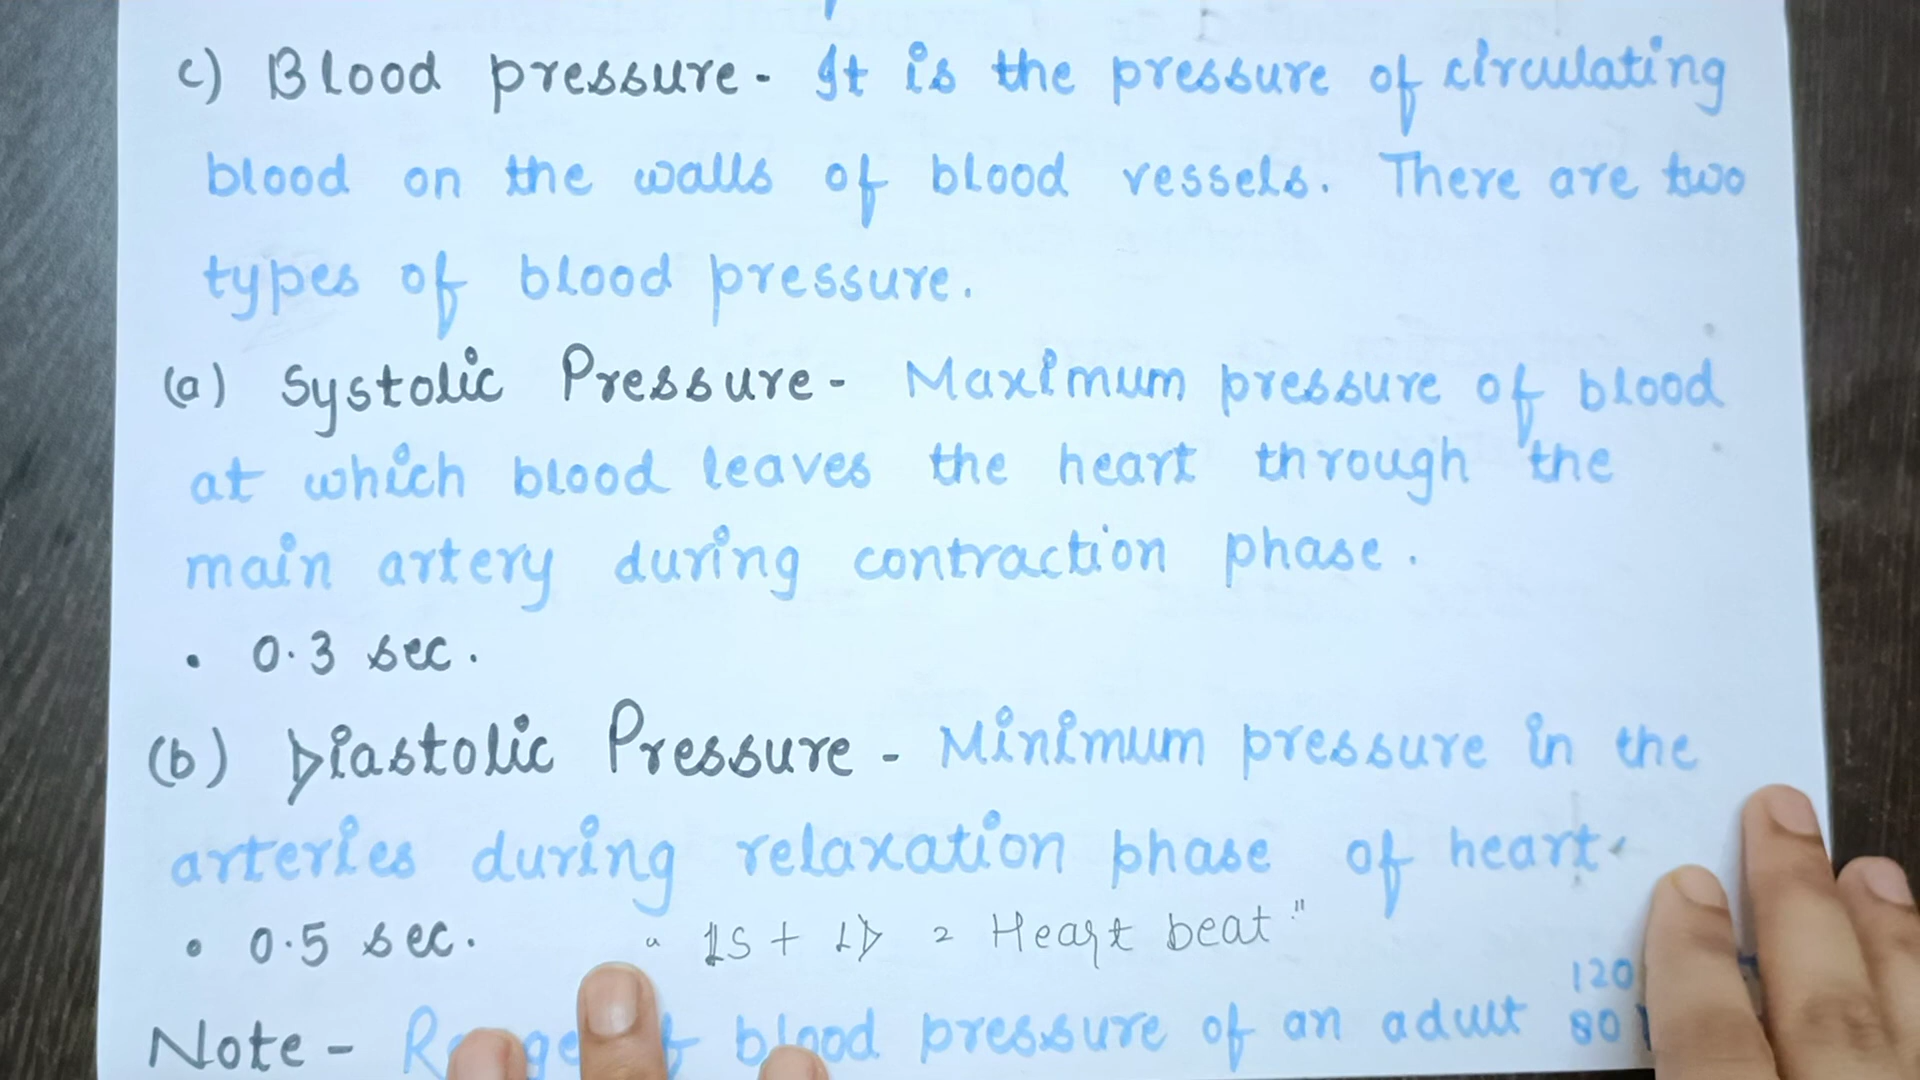 c) Blood pressure - It is the pressure of circulating
blood on the walls of blood vessels. There are two
types of blood pressure.
(a) Systolic Pressure - Maximum pressure of blood
at which blood leaves the heart through the
main artery during contraction phase.
• 0.3 sec.
(b) Diastolic Pressure - Minimum pressure in the
arteries during relaxation phase of heart.
• 0.5 sec. " 1S + 1D = Heart beat"
120
Note - blood pressure of an adult 80